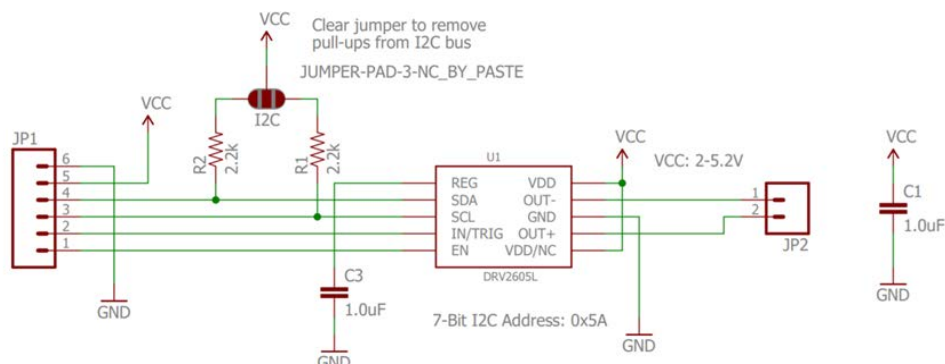 VCC
Clear jumper to remove
pull-ups from I2C bus
JUMPER-PAD-3-NC_BY_PASTE
I2C
VCC
R2
2.2k
R1
2.2k
JP1
6
5
4
3
2
1
GND
U1
REG
SDA
SCL
IN/TRIG
EN
VDD
OUT-
GND
OUT+
VDD/NC
DRV2605L
C3
1.0uF
GND
7-Bit I2C Address: 0x5A
VCC
VCC: 2-5.2V
GND
1
2
JP2
VCC
C1
1.0uF
GND